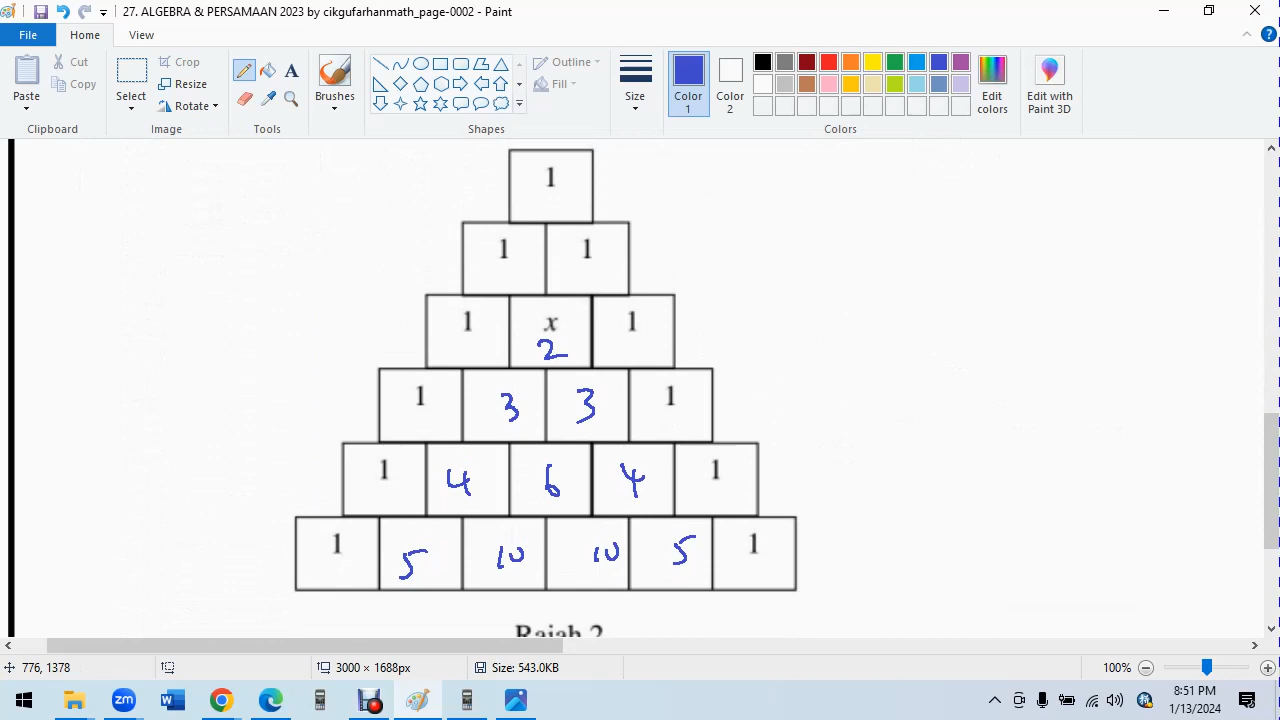 27. ALGEBRA & PERSAMAAN 2023 by cikgufarhanmath_page-0002 - Paint
File Home View
Paste Cut Copy
Clipboard
Select Crop Resize Rotate
Image
Tools
Brushes
Outline Fill
Shapes
Size
Color 1
Color 2
Edit colors
Colors
Edit with Paint 3D
1
1 1
1 x 1
2
1 3 3 1
1 4 6 4 1
1 5 10 10 5 1
Rajah 2
776, 1378
3000 × 1688px
Size: 543.0KB
100%
zm
W
8:51 PM
1/13/2024